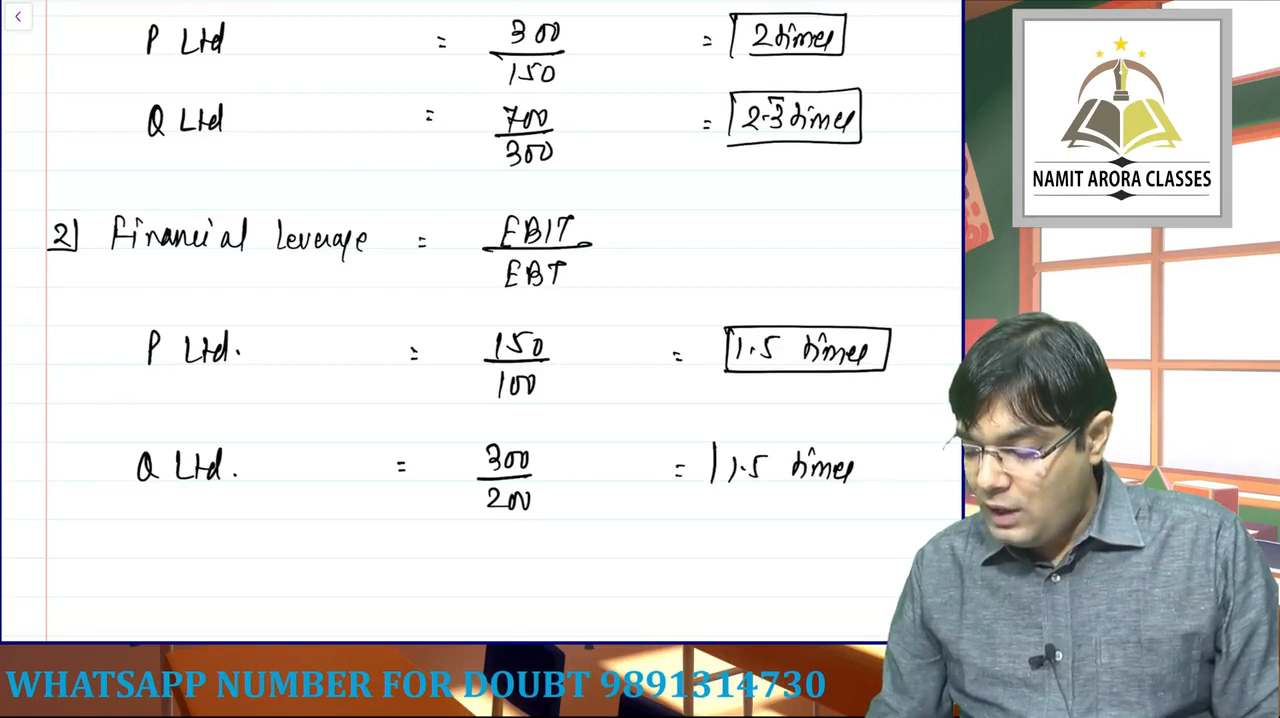 P Ltd = 300/150 = 2 times
Q Ltd = 700/300 = 2.3 times
2] Financial Leverage = EBIT/EBT
P Ltd. = 150/100 = 1.5 times
Q Ltd. = 300/200 = 1.5 times
NAMIT ARORA CLASSES
WHATSAPP NUMBER FOR DOUBT 9891314730